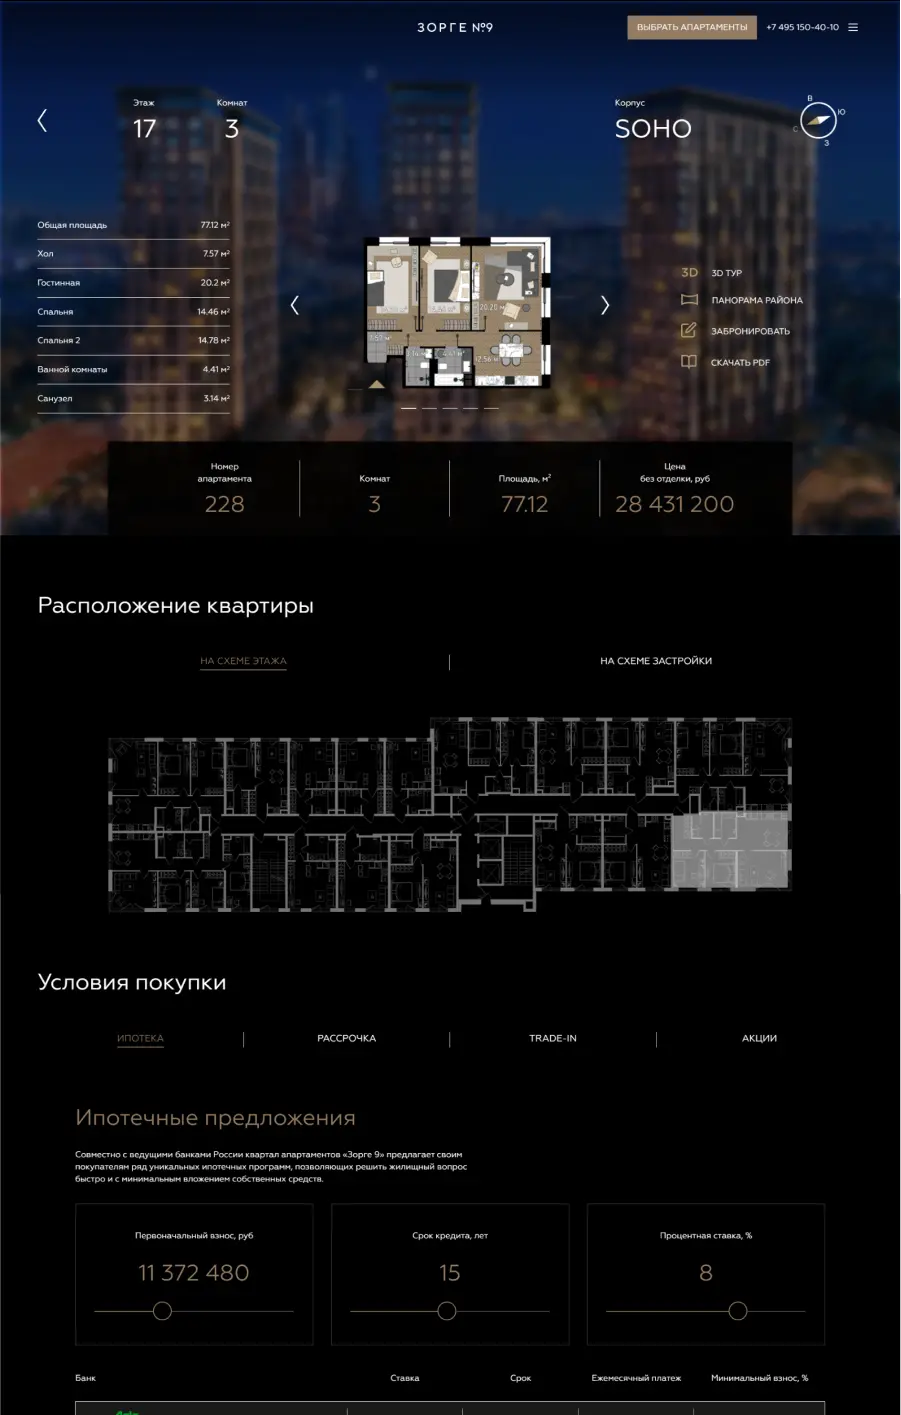 ЗОРГЕ №9
ВЫБРАТЬ АПАРТАМЕНТЫ
+7 495 150-40-10
Этаж
17
Комнат
3
Корпус
SOHO
В
Ю
С
З
Общая площадь 77.12 м²
Хол 7.57 м²
Гостинная 20.2 м²
Спальня 14.46 м²
Спальня 2 14.78 м²
Ванной комнаты 4.41 м²
Санузел 3.14 м²
20.20 м
3D 3D ТУР
ПАНОРАМА РАЙОНА
ЗАБРОНИРОВАТЬ
СКАЧАТЬ PDF
Номер
апартамента
228
Комнат
3
Площадь, м²
77.12
Цена
без отделки, руб
28 431 200
Расположение квартиры
НА СХЕМЕ ЭТАЖА
НА СХЕМЕ ЗАСТРОЙКИ
Условия покупки
ИПОТЕКА
РАССРОЧКА
TRADE-IN
АКЦИИ
Ипотечные предложения
Совместно с ведущими банками России квартал апартаментов «Зорге 9» предлагает своим
покупателям ряд уникальных ипотечных программ, позволяющих решить жилищный вопрос
быстро и с минимальным вложением собственных средств.
Первоначальный взнос, руб
11 372 480
Срок кредита, лет
15
Процентная ставка, %
8
Банк Ставка Срок Ежемесячный платеж Минимальный взнос, %